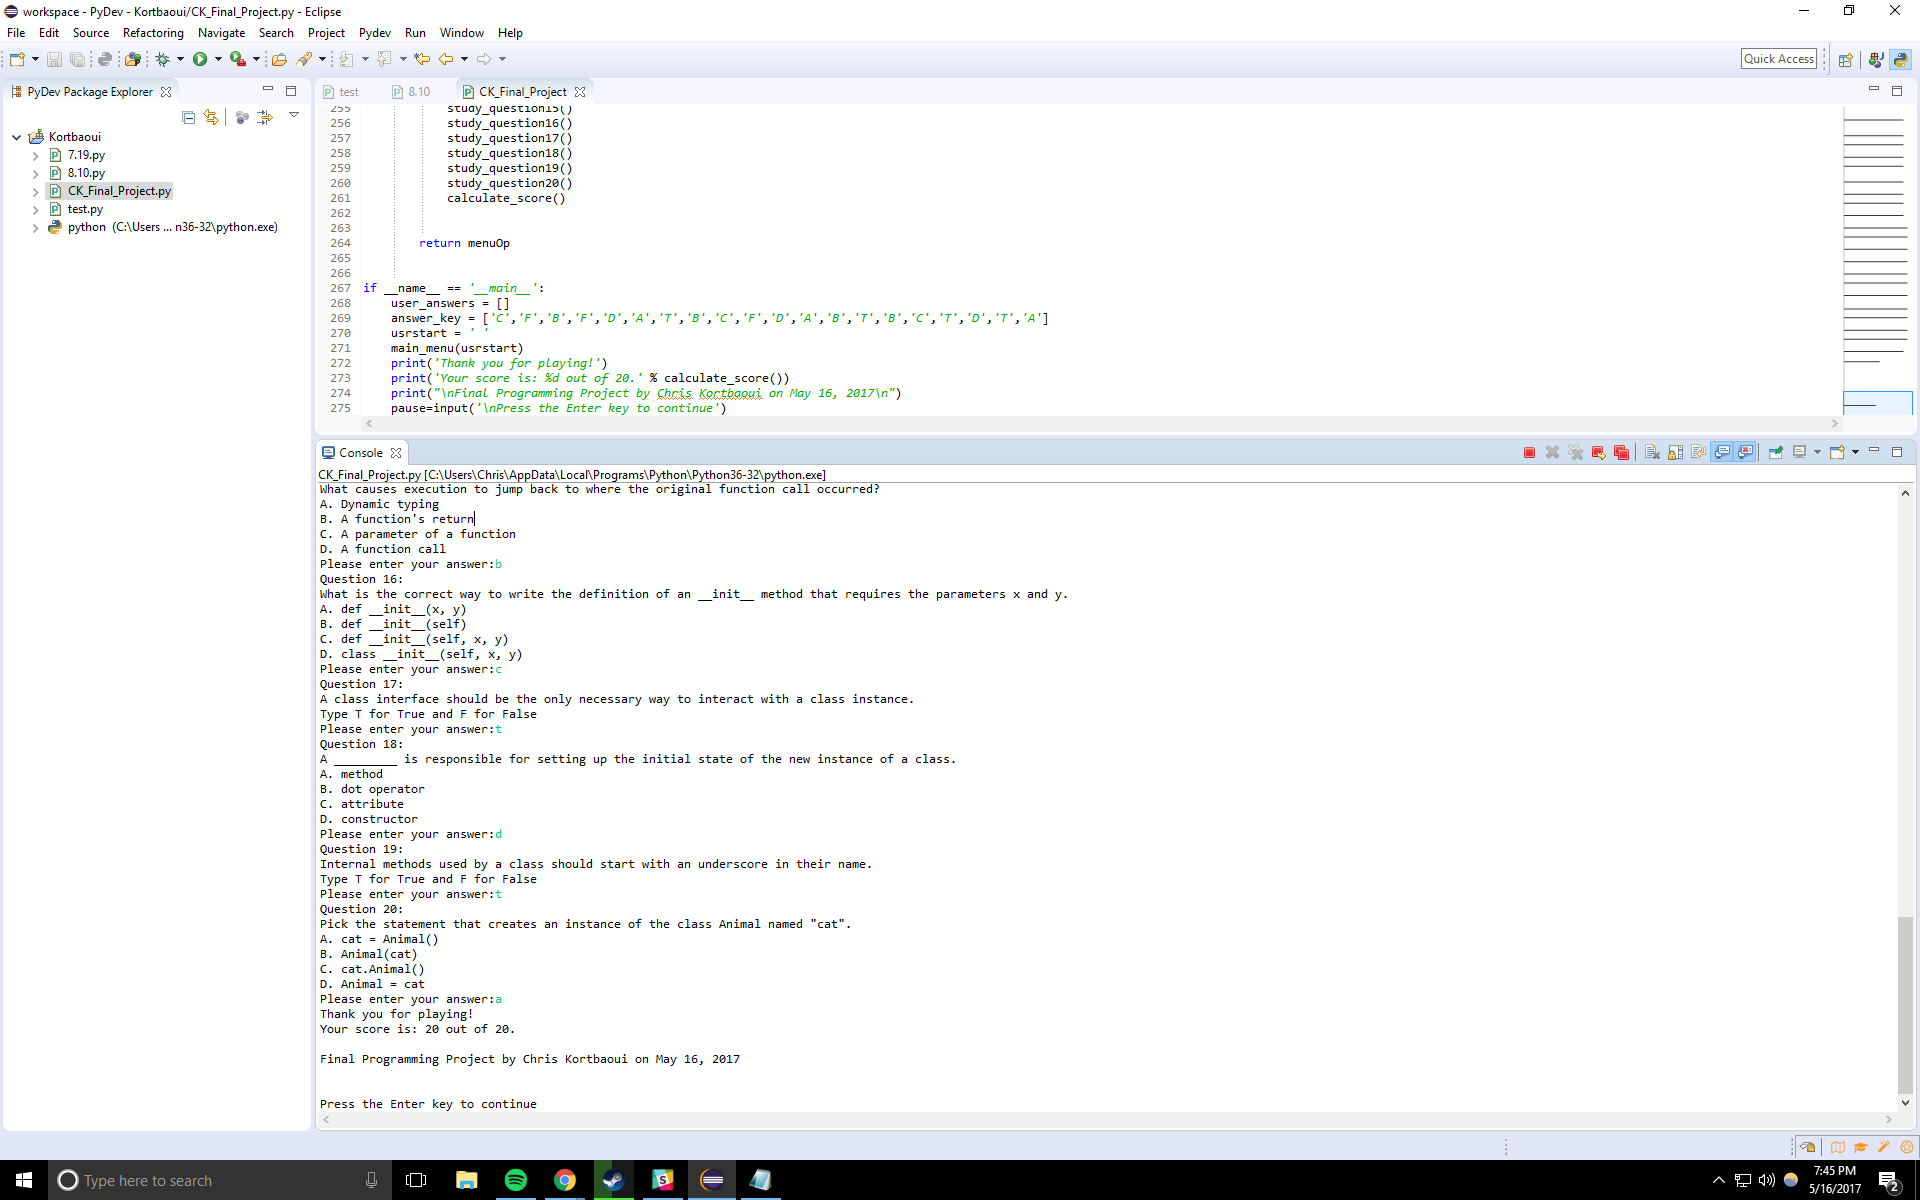 workspace - PyDev - Kortbaoui/CK_Final_Project.py - Eclipse
File Edit Source Refactoring Navigate Search Project Pydev Run Window Help
Quick Access
PyDev Package Explorer
Kortbaoui
7.19.py
8.10.py
CK_Final_Project.py
test.py
python (C:\Users ... n36-32\python.exe)
test 8.10 CK_Final_Project
255 study_question15()
256 study_question16()
257 study_question17()
258 study_question18()
259 study_question19()
260 study_question20()
261 calculate_score()
262
263
264 return menuOp
265
266
267 if __name__ == '__main__':
268 user_answers = []
269 answer_key = ['C','F','B','F','D','A','T','B','C','F','D','A','B','T','B','C','T','D','T','A']
270 usrstart = ' '
271 main_menu(usrstart)
272 print('Thank you for playing!')
273 print('Your score is: %d out of 20.' % calculate_score())
274 print("\nFinal Programming Project by Chris Kortbaoui on May 16, 2017\n")
275 pause=input('\nPress the Enter key to continue')
Console
CK_Final_Project.py [C:\Users\Chris\AppData\Local\Programs\Python\Python36-32\python.exe]
What causes execution to jump back to where the original function call occurred?
A. Dynamic typing
B. A function's return
C. A parameter of a function
D. A function call
Please enter your answer:b
Question 16:
What is the correct way to write the definition of an __init__ method that requires the parameters x and y.
A. def __init__(x, y)
B. def __init__(self)
C. def __init__(self, x, y)
D. class __init__(self, x, y)
Please enter your answer:c
Question 17:
A class interface should be the only necessary way to interact with a class instance.
Type T for True and F for False
Please enter your answer:t
Question 18:
A _________ is responsible for setting up the initial state of the new instance of a class.
A. method
B. dot operator
C. attribute
D. constructor
Please enter your answer:d
Question 19:
Internal methods used by a class should start with an underscore in their name.
Type T for True and F for False
Please enter your answer:t
Question 20:
Pick the statement that creates an instance of the class Animal named "cat".
A. cat = Animal()
B. Animal(cat)
C. cat.Animal()
D. Animal = cat
Please enter your answer:a
Thank you for playing!
Your score is: 20 out of 20.
Final Programming Project by Chris Kortbaoui on May 16, 2017
Press the Enter key to continue
Type here to search
7:45 PM
5/16/2017
2